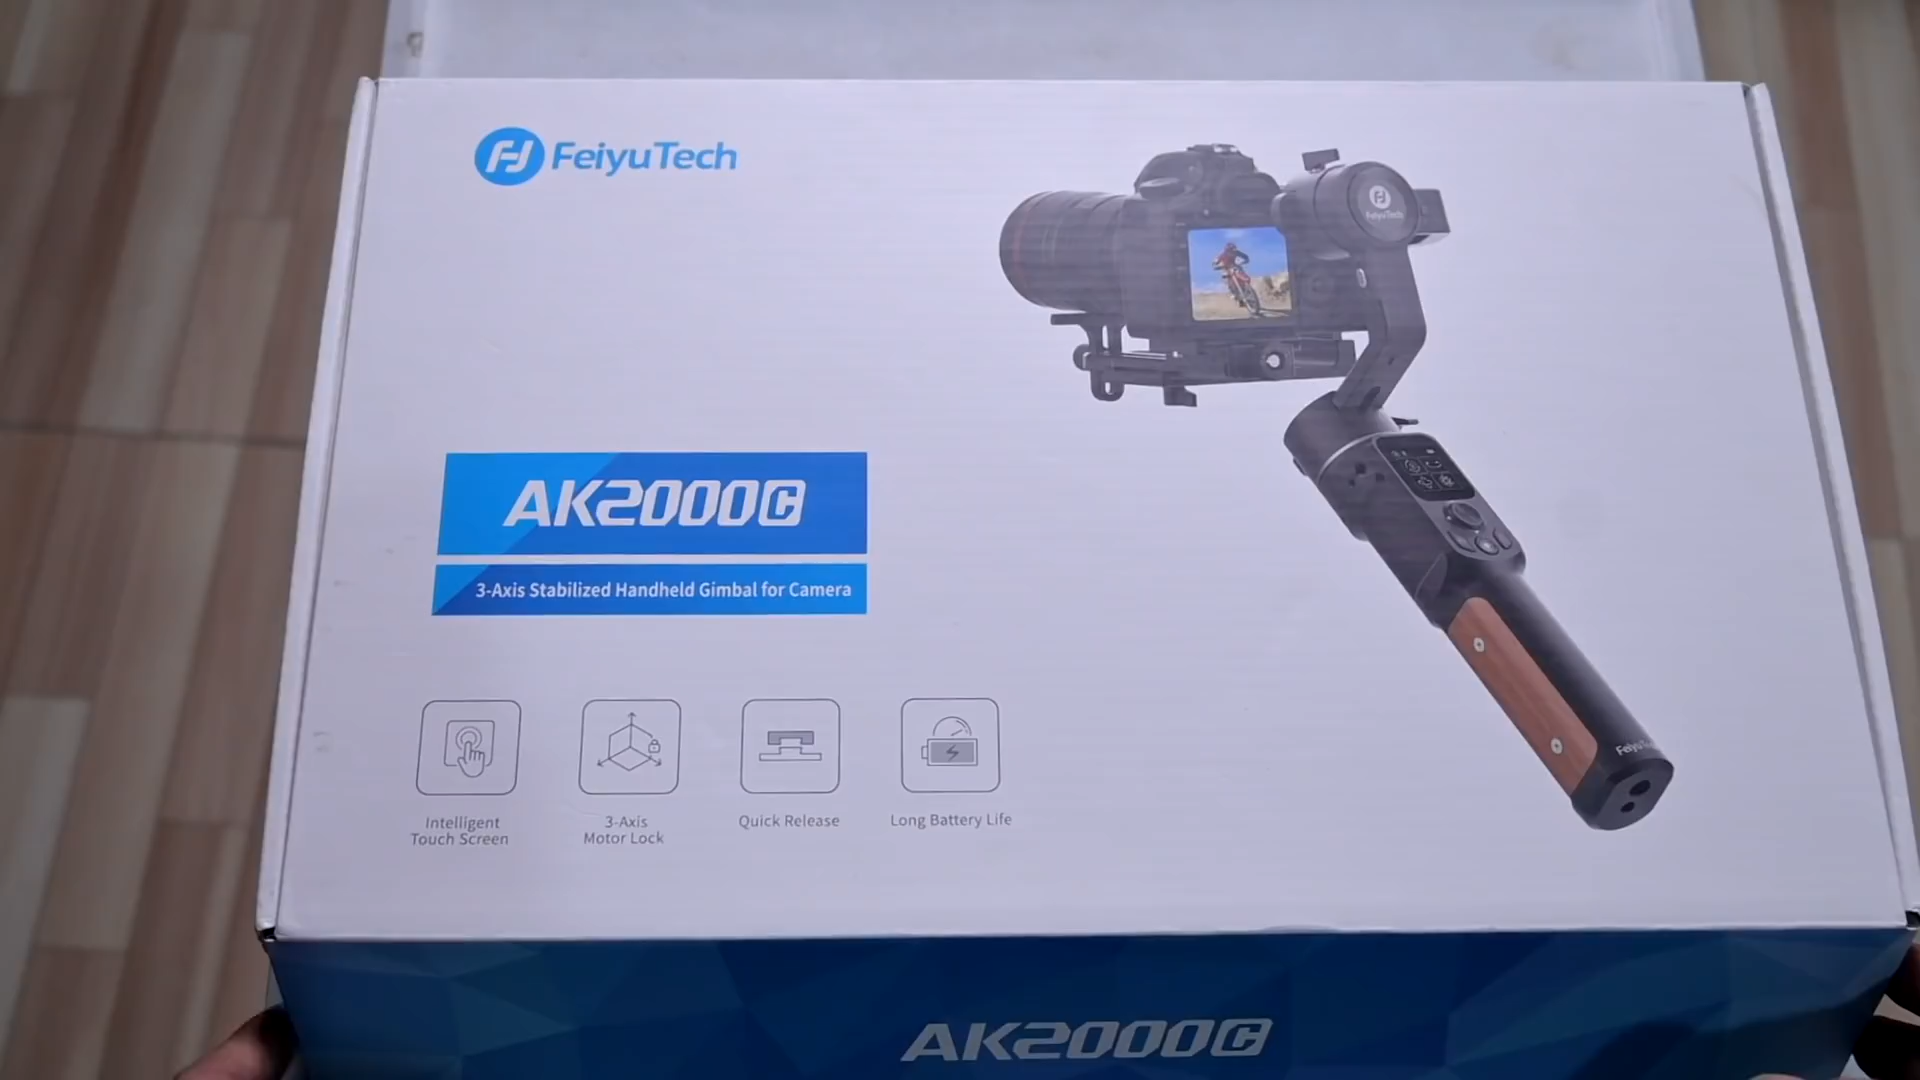 FeiyuTech
FeiyuTech
AK2000C
3-Axis Stabilized Handheld Gimbal for Camera
Intelligent
Touch Screen
3-Axis
Motor Lock
Quick Release
Long Battery Life
AK2000C